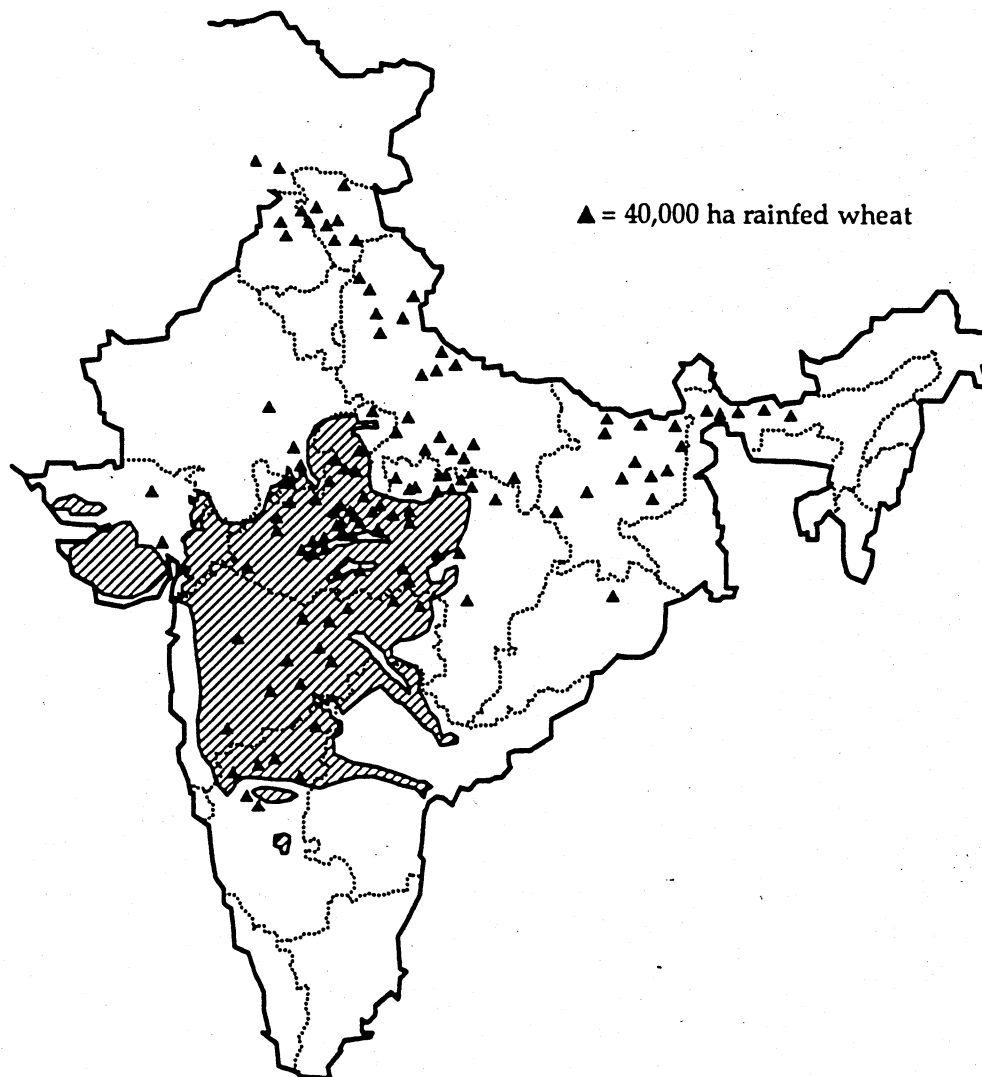 ▲ = 40,000 ha rainfed wheat